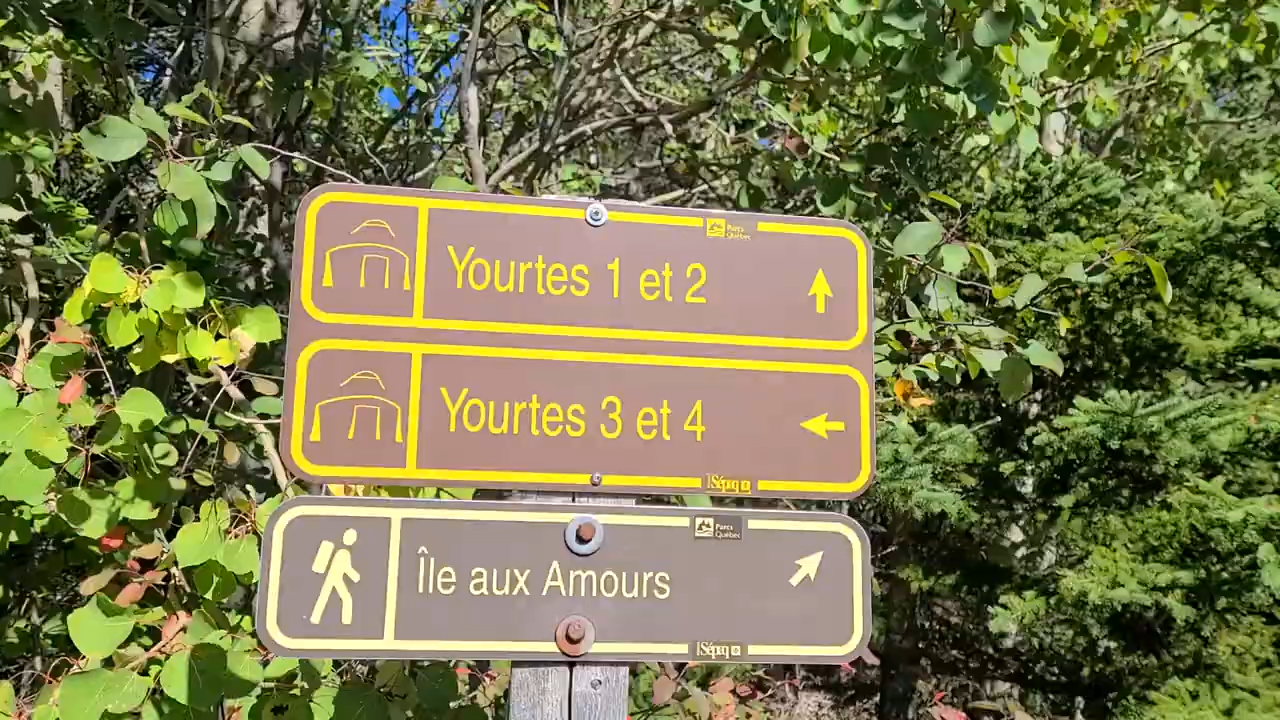 Parcs
Québec
Yourtes 1 et 2
Yourtes 3 et 4
Sépaq
Parcs
Québec
Île aux Amours
Sépaq